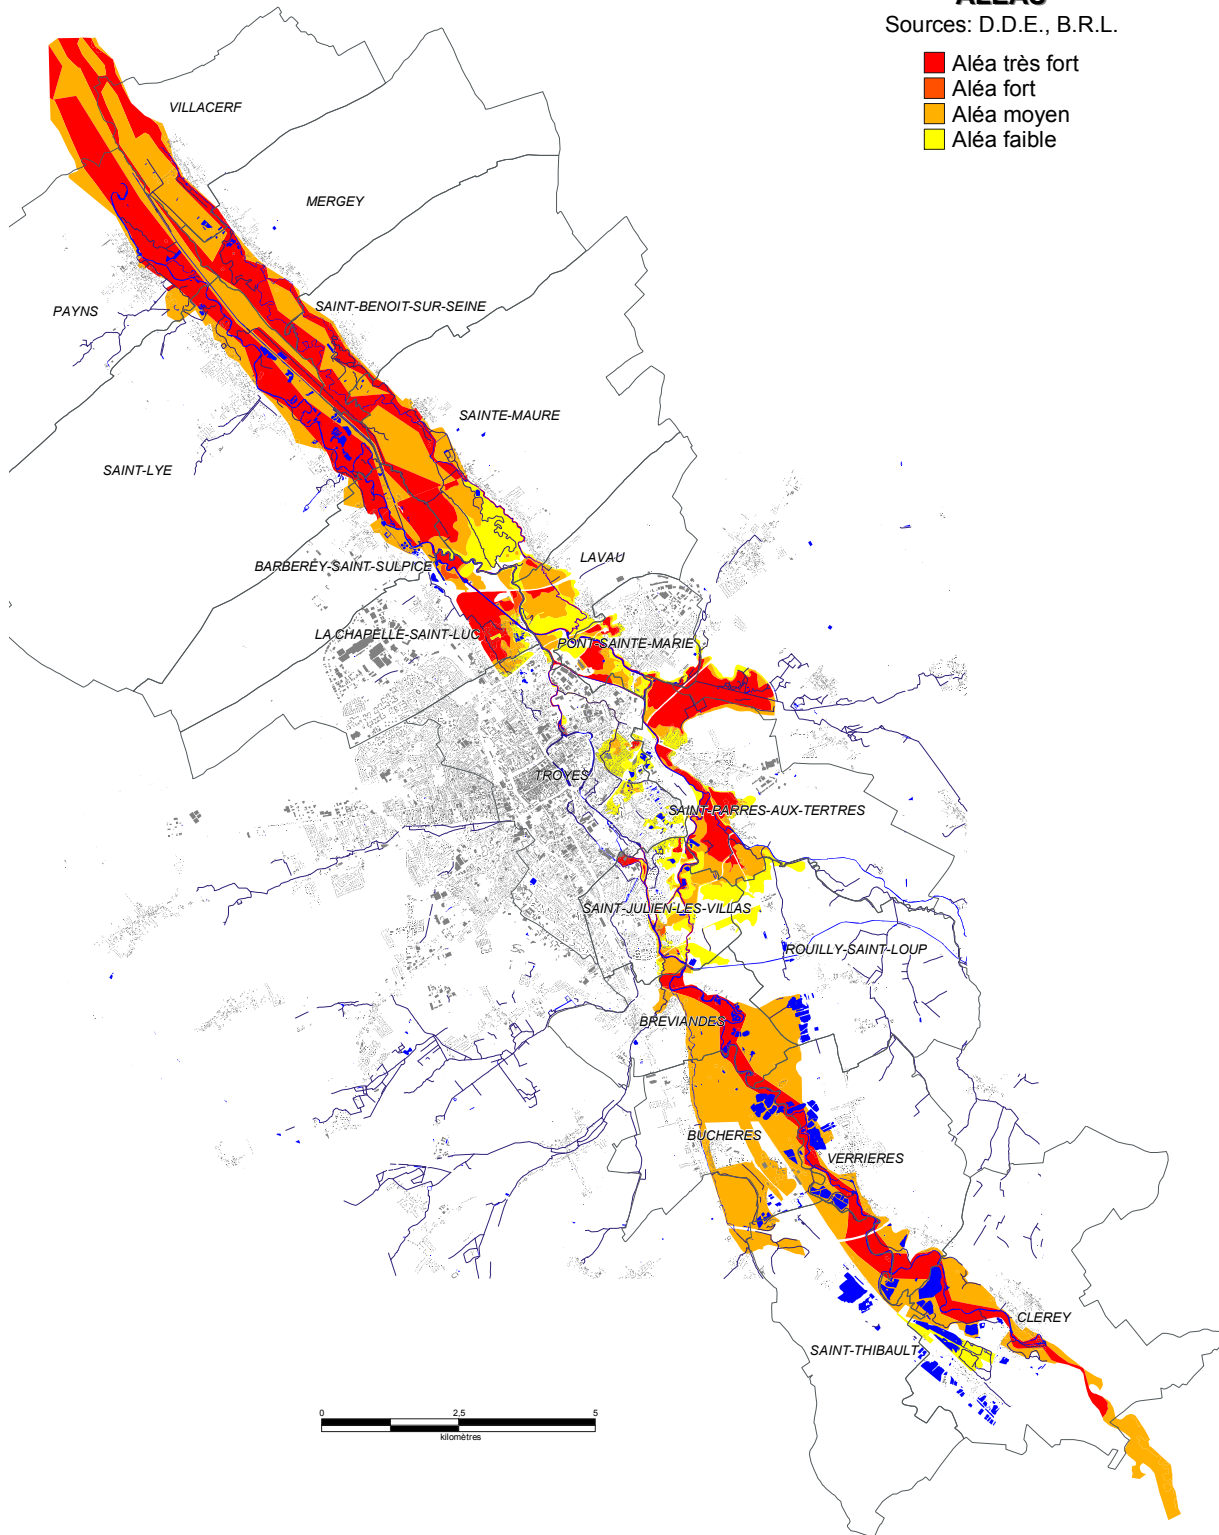 ALEAS
Sources: D.D.E., B.R.L.
Aléa très fort
Aléa fort
Aléa moyen
Aléa faible
VILLACERF
MERGEY
SAINT-BENOIT-SUR-SEINE
PAYNS
SAINTE-MAURE
SAINT-LYE
LAVAU
BARBEREY-SAINT-SULPICE
LA CHAPELLE-SAINT-LUC
PONT-SAINTE-MARIE
TROYES
SAINT-PARRES-AUX-TERTRES
SAINT-JULIEN-LES-VILLAS
ROUILLY-SAINT-LOUP
BREVIANDES
BUCHERES
VERRIERES
CLEREY
SAINT-THIBAULT
0 2,5 5
kilomètres